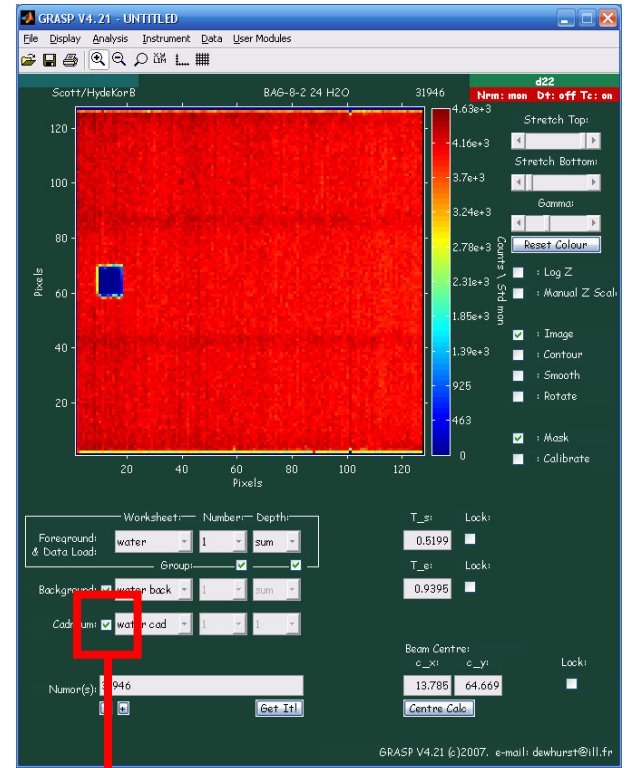 GRASP V4.21 - UNTITLED
File Display Analysis Instrument Data User Modules
d22
Scott/HydeKorB BAG-8-2 24 H2O 31946 Nrm: mon Dt: off Tc: on
4.63e+3
4.16e+3
3.7e+3
3.24e+3
2.78e+3
2.31e+3
1.85e+3
1.39e+3
925
463
0
Counts \ Std mon
120
100
80
60
40
20
Pixels
20 40 60 80 100 120
Pixels
Stretch Top:
Stretch Bottom:
Gamma:
Reset Colour
: Log Z
: Manual Z Scal
: Image
: Contour
: Smooth
: Rotate
: Mask
: Calibrate
Worksheet: Number: Depth:
Foreground: & Data Load: water 1 sum
Group:
Background: water back 1 sum
water cad 1 1
T_s: Lock:
0.5199
T_e: Lock:
0.9395
Beam Centre:
c_x: c_y: Lock:
13.785 64.669
Centre Calc
Numor(s): 946
+ Get It!
GRASP V4.21 (c)2007. e-mail: dewhurst@ill.fr